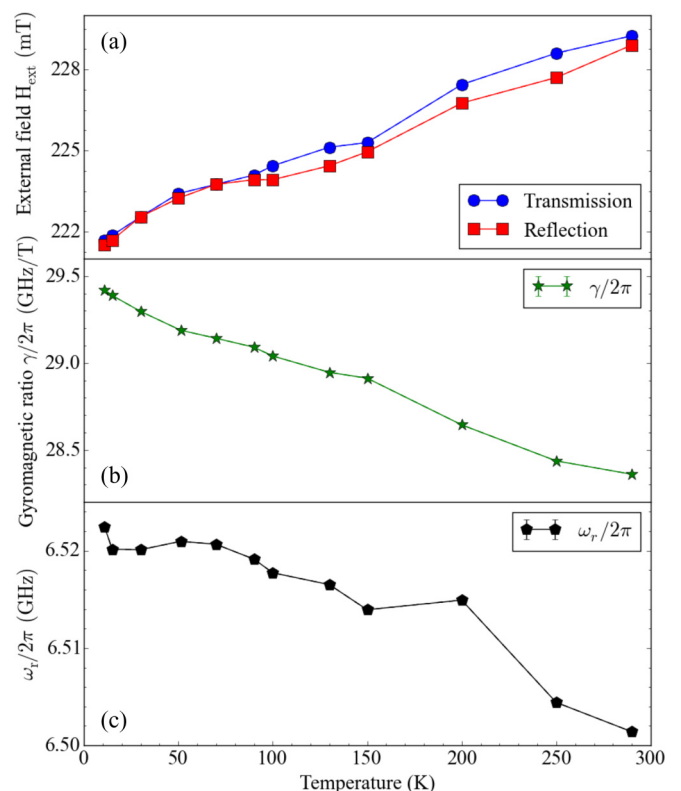 (a)
External field H_ext (mT)
228
225
222
Transmission
Reflection
Gyromagnetic ratio γ/2π (GHz/T)
29.5
29.0
28.5
γ/2π
(b)
ω_r/2π (GHz)
6.52
6.51
6.50
ω_r/2π
(c)
0 50 100 150 200 250 300
Temperature (K)